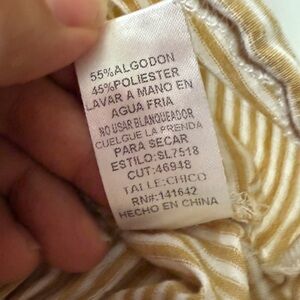 55%ALGODON
45%POLIESTER
LAVAR A MANO EN
AGUA FRIA
NO USAR BLANQUEADOR
CUELGUE LA PRENDA
PARA SECAR
ESTILO:SL7518
CUT:46948
TALLE:CHICO
RN#:141642
HECHO EN CHINA